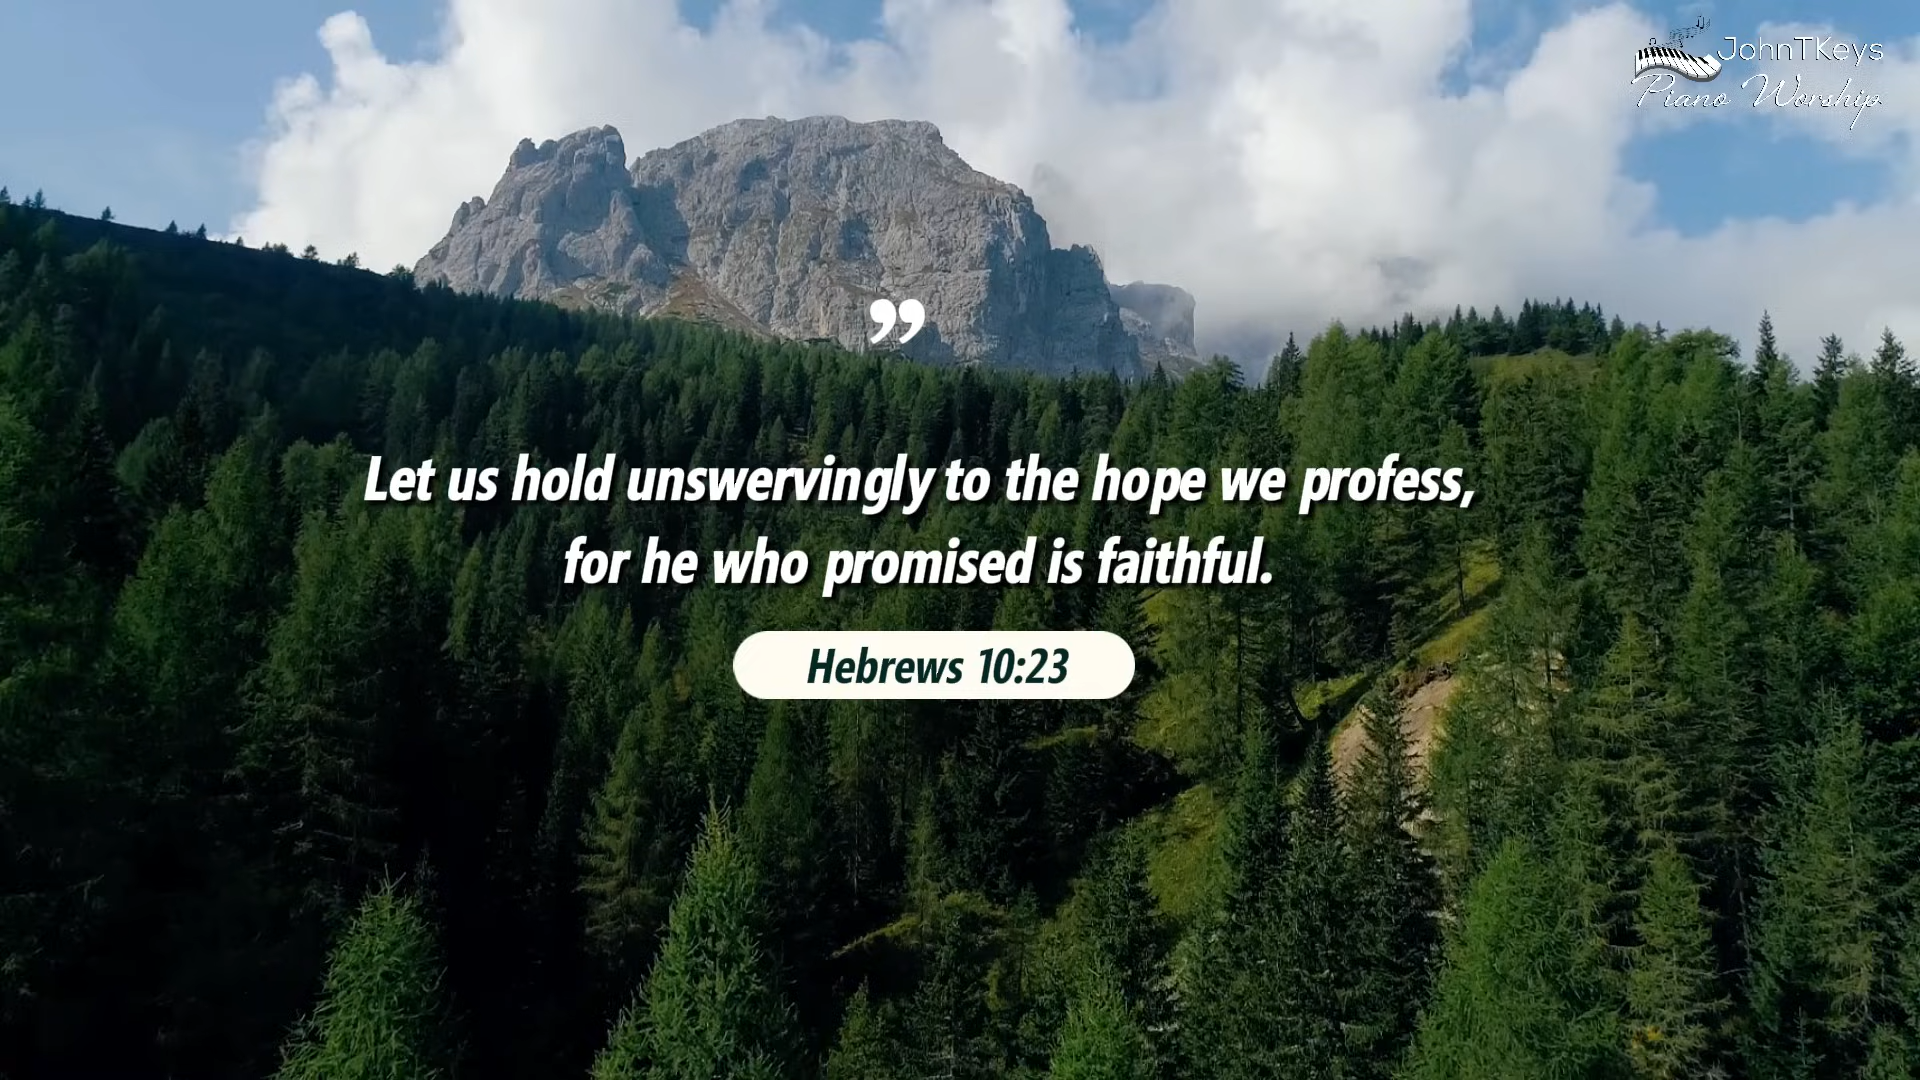 JohnTKeys
Piano Worship
”
Let us hold unswervingly to the hope we profess,
for he who promised is faithful.
Hebrews 10:23